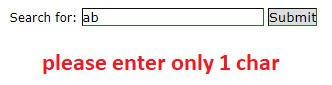 Search for: ab Submit
please enter only 1 char